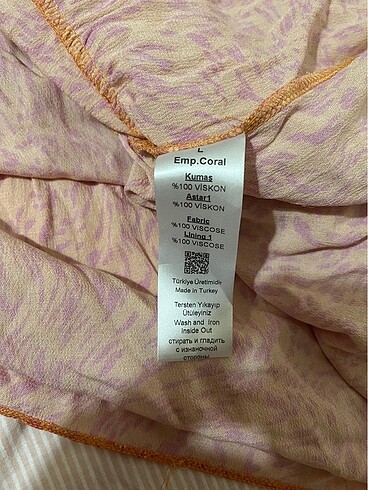 L
Emp.Coral
Kumaş
%100 VİSKON
Astar1
%100 VİSKON
Fabric
%100 VISCOSE
Lining 1
%100 VISCOSE
Türkiye Üretimidir
Made in Turkey
Tersten Yıkayıp
Ütüleyiniz
Wash and Iron
Inside Out
стирать и гладить
с изнаночной
стороны